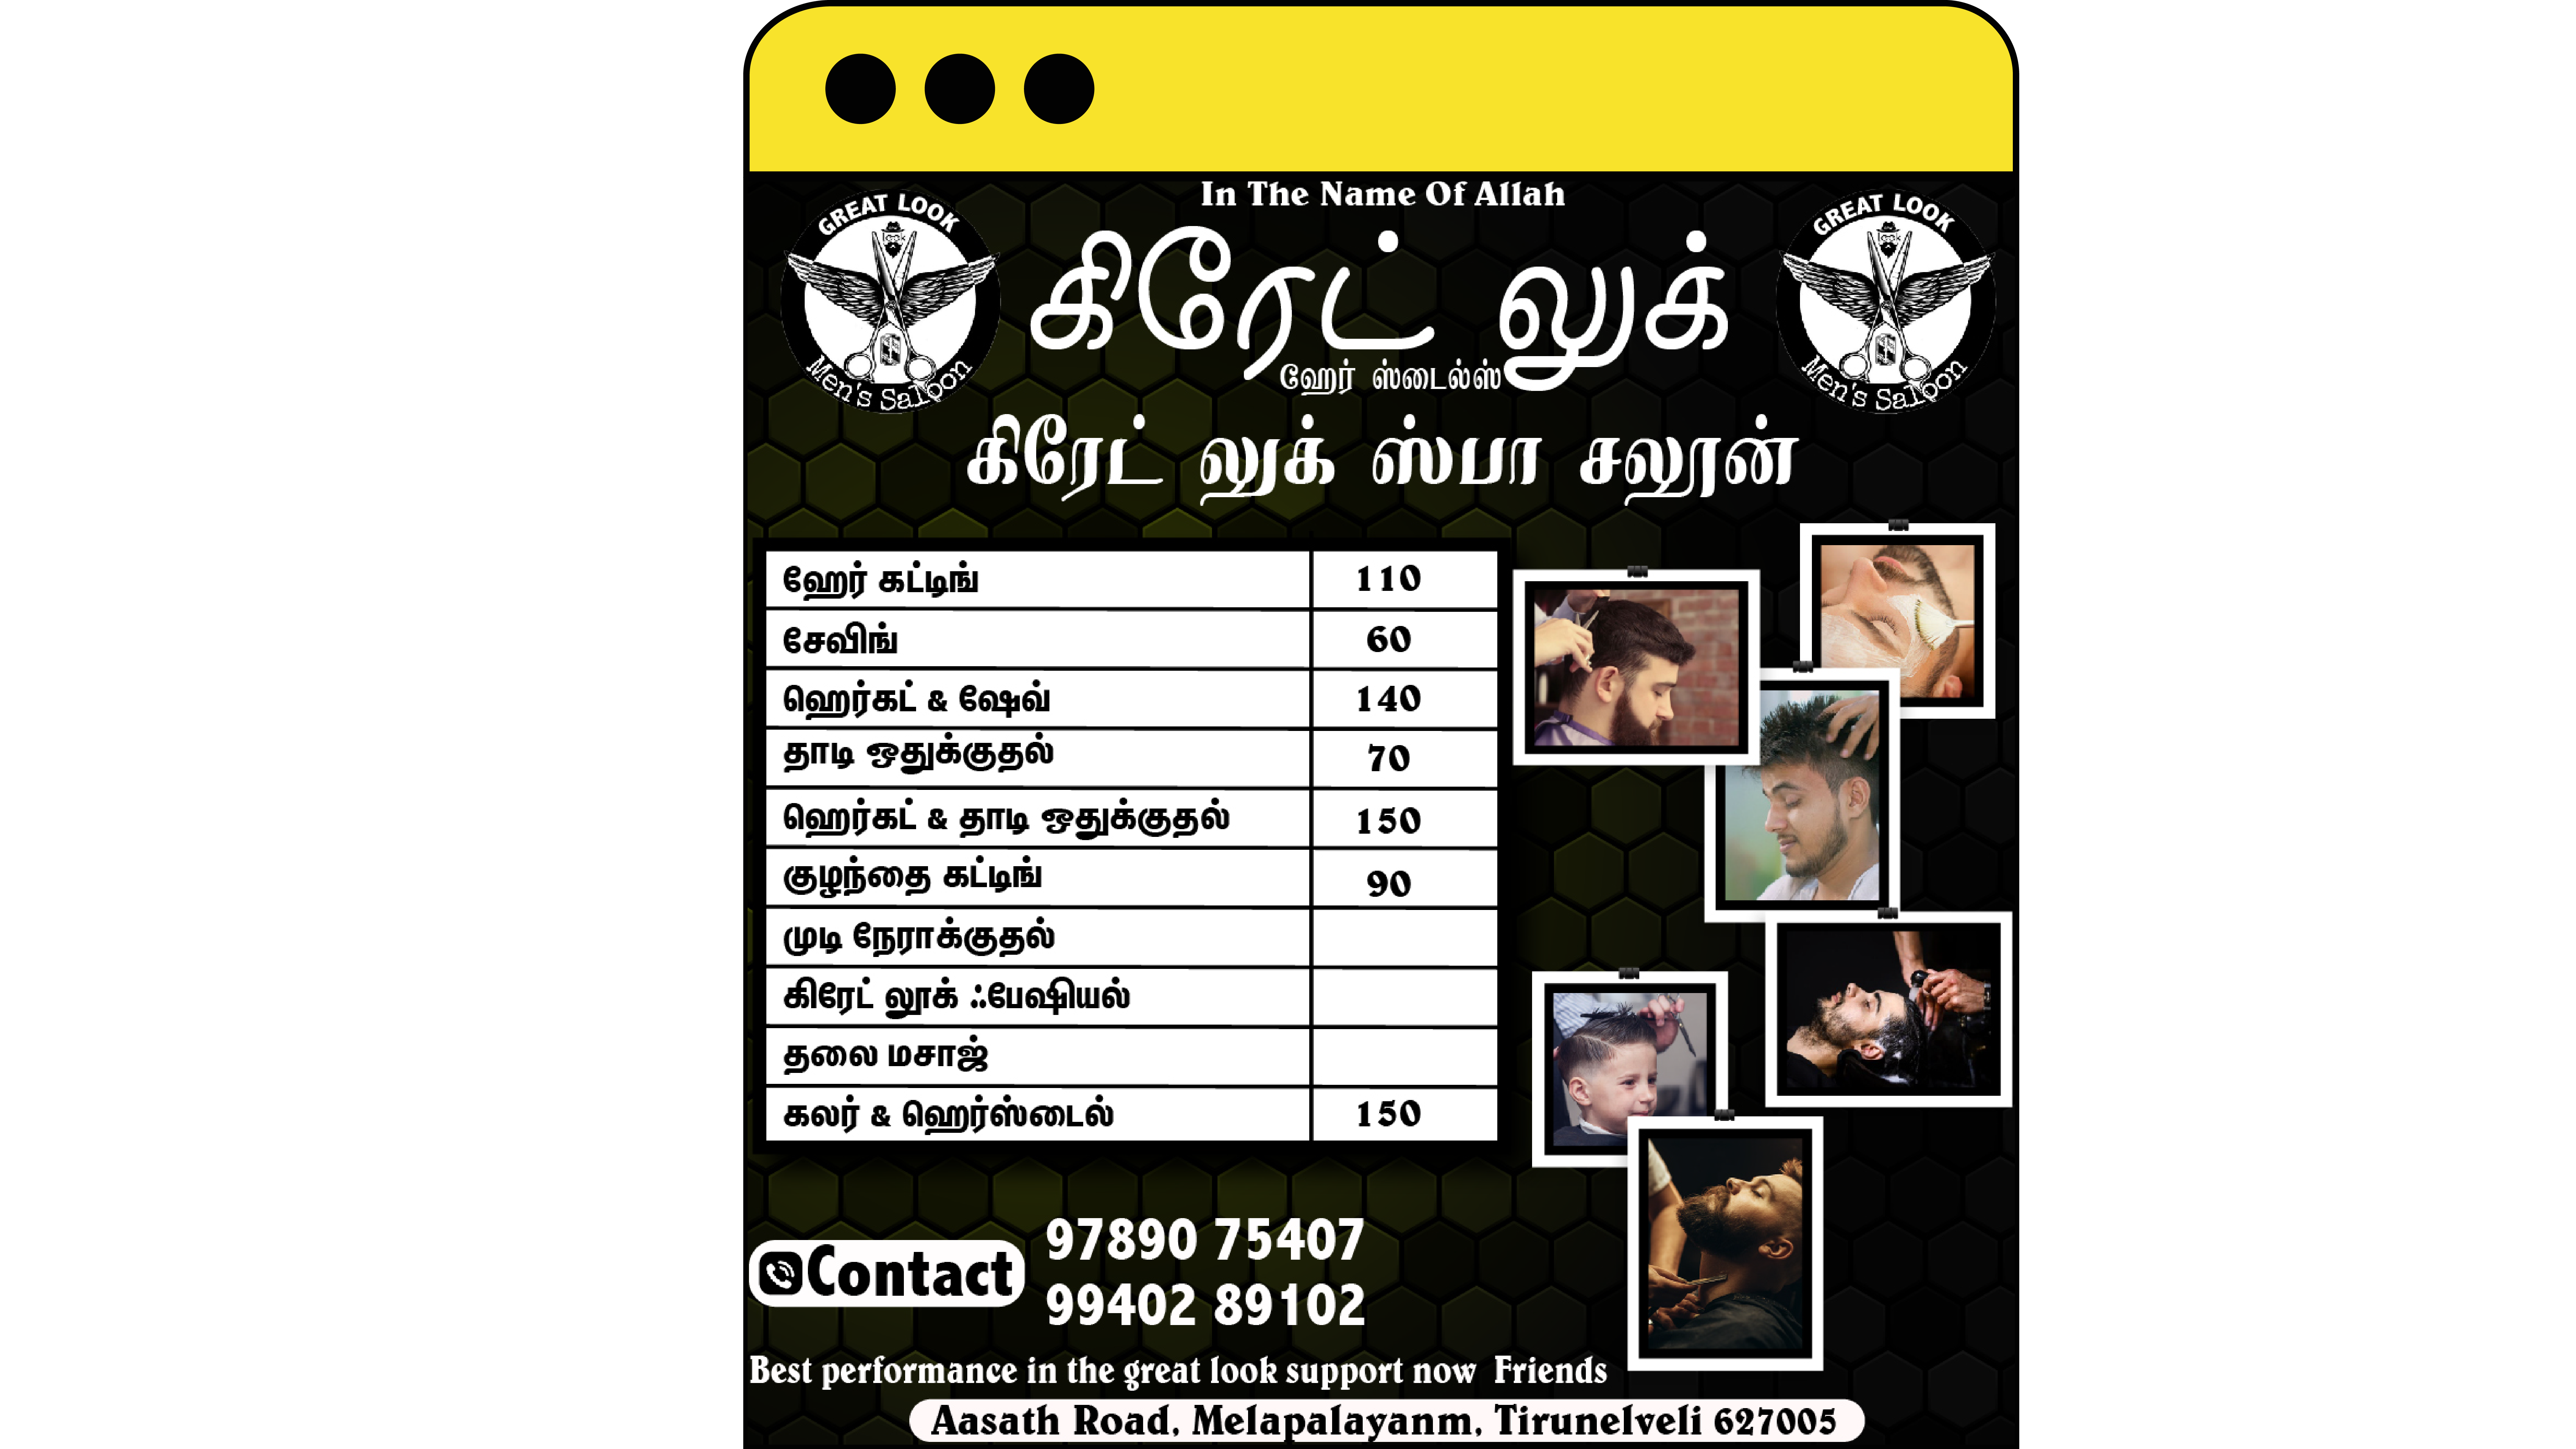 In The Name Of Allah
GREAT LOOK
look
Men's Saloon
கிரேட் லுக்
ஹேர் ஸ்டைல்ஸ்
GREAT LOOK
look
Men's Saloon
கிரேட் லுக் ஸ்பா சலூன்
ஹேர் கட்டிங் 110
சேவிங் 60
ஹெர்கட் & ஷேவ் 140
தாடி ஒதுக்குதல் 70
ஹெர்கட் & தாடி ஒதுக்குதல் 150
குழந்தை கட்டிங் 90
முடி நேராக்குதல்
கிரேட் லூக் ஃபேஷியல்
தலை மசாஜ்
கலர் & ஹெர்ஸ்டைல் 150
Contact
97890 75407
99402 89102
Best performance in the great look support now Friends
Aasath Road, Melapalayanm, Tirunelveli 627005